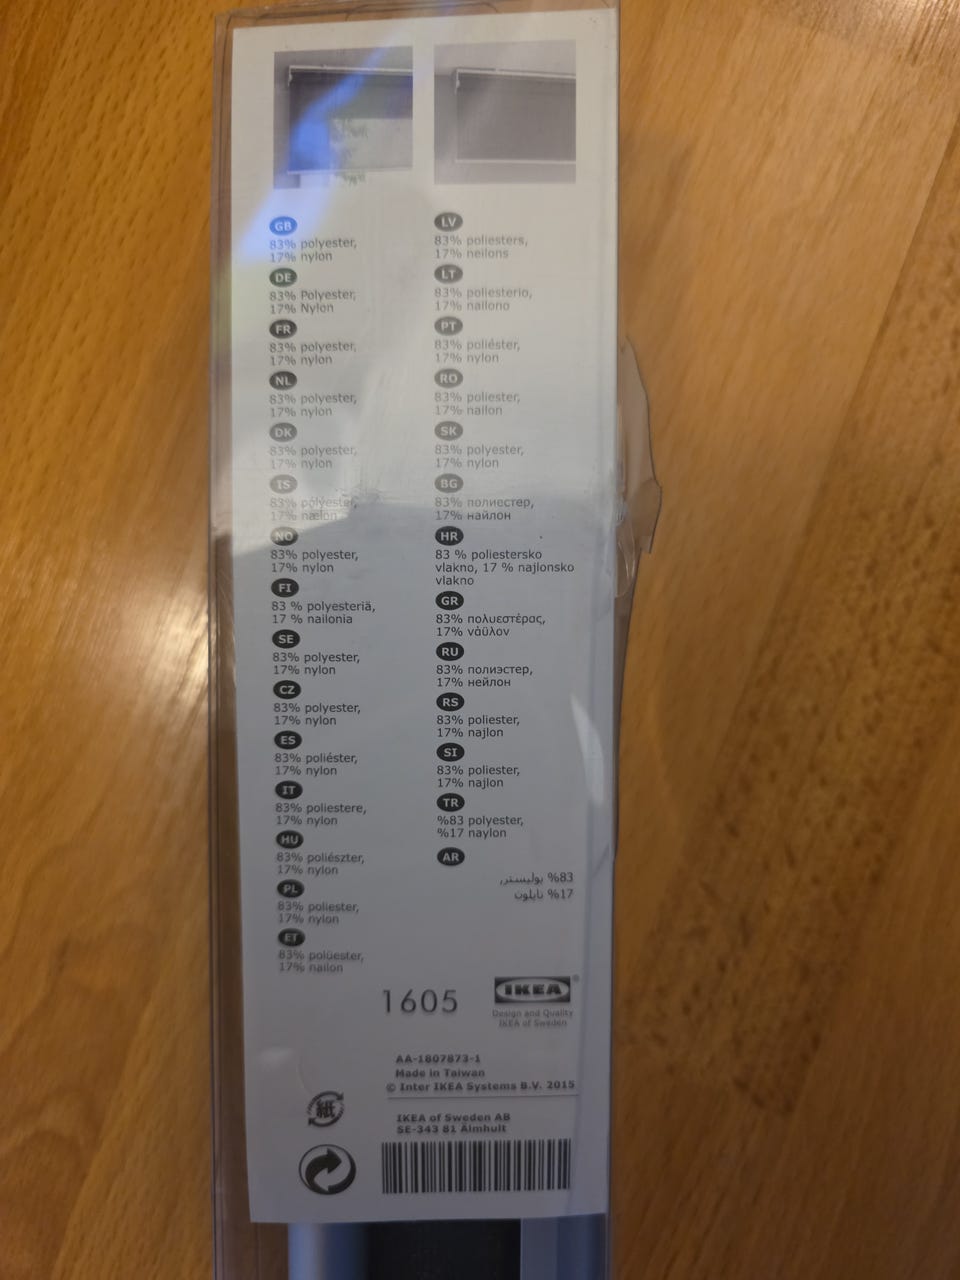 GB
83% polyester,
17% nylon
DE
83% Polyester,
17% Nylon
FR
83% polyester,
17% nylon
NL
83% polyester,
17% nylon
DK
83% polyester,
17% nylon
IS
83% pólýester,
17% nælon
NO
83% polyester,
17% nylon
FI
83 % polyesteriä,
17 % nailonia
SE
83% polyester,
17% nylon
CZ
83% polyester,
17% nylon
ES
83% poliéster,
17% nylon
IT
83% poliestere,
17% nylon
HU
83% poliészter,
17% nylon
PL
83% poliester,
17% nylon
ET
83% polüester,
17% nailon
LV
83% poliesters,
17% neilons
LT
83% poliesterio,
17% nailono
PT
83% poliéster,
17% nylon
RO
83% poliester,
17% nailon
SK
83% polyester,
17% nylon
BG
83% полиестер,
17% найлон
HR
83 % poliestersko
vlakno, 17 % najlonsko
vlakno
GR
83% πολυεστέρας,
17% νάϋλον
RU
83% полиэстер,
17% нейлон
RS
83% poliester,
17% najlon
SI
83% poliester,
17% najlon
TR
%83 polyester,
%17 naylon
AR
83% بوليستر,
17% نايلون
1605
IKEA®
Design and Quality
IKEA of Sweden
AA-1807873-1
Made in Taiwan
© Inter IKEA Systems B.V. 2015
紙
IKEA of Sweden AB
SE-343 81 Älmhult